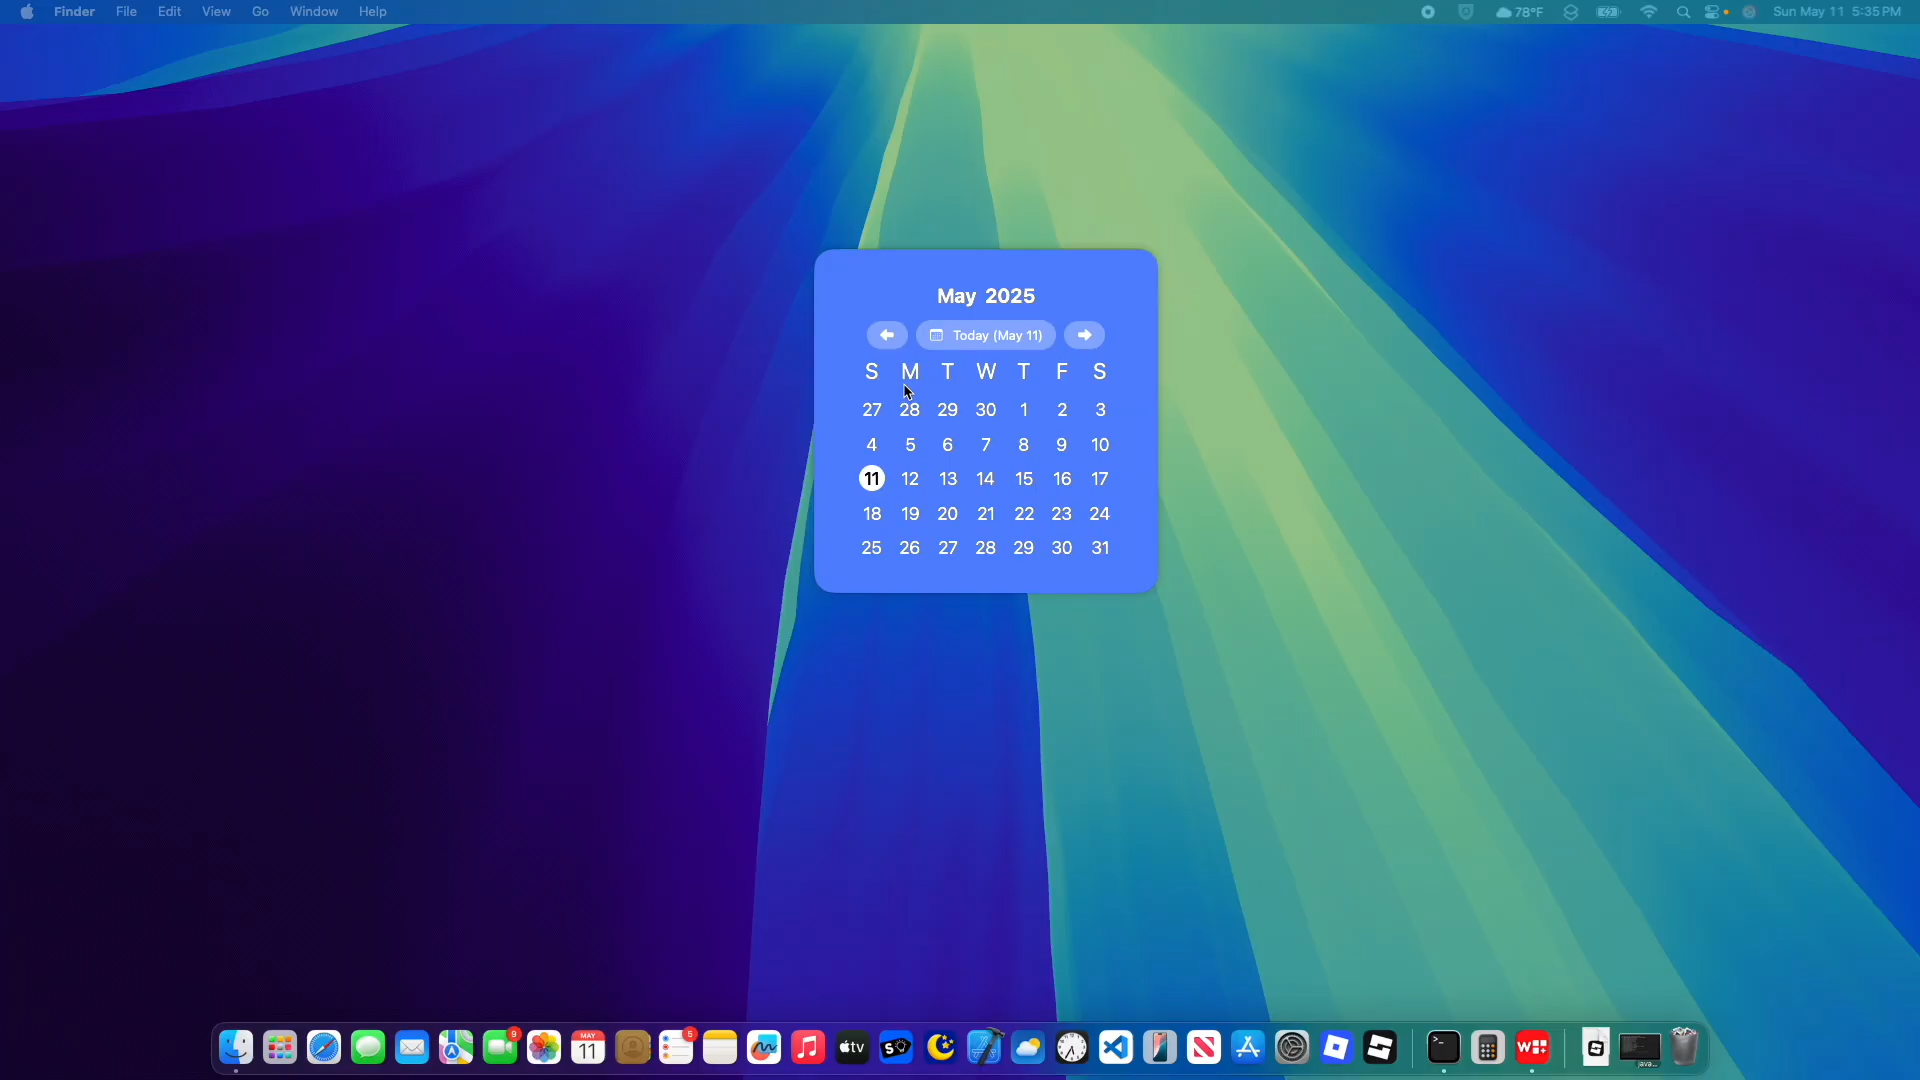 Finder File Edit View Go Window Help 78°F Sun May 11 5:35 PM
May 2025
Today (May 11)
S M T W T F S
27 28 29 30 1 2 3
4 5 6 7 8 9 10
11 12 13 14 15 16 17
18 19 20 21 22 23 24
25 26 27 28 29 30 31
9
MAY
11
5
tv
S
W
java...